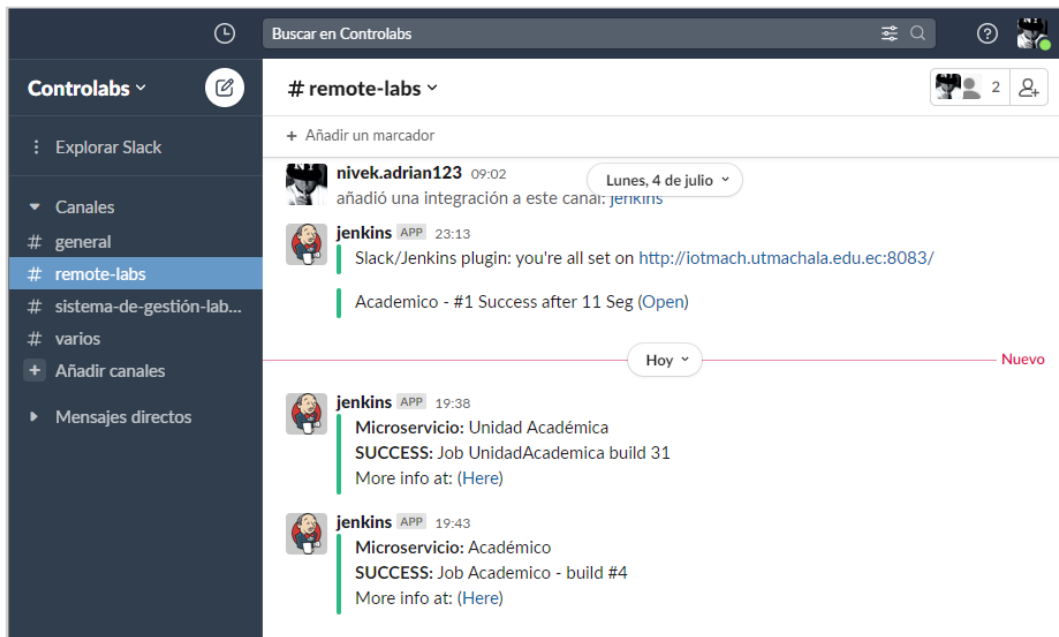 Buscar en Controlabs
Controlabs
Explorar Slack
Canales
# general
# remote-labs
# sistema-de-gestión-lab...
# varios
+ Añadir canales
Mensajes directos
# remote-labs
2
+ Añadir un marcador
nivek.adrian123 09:02
Lunes, 4 de julio
añadió una integración a este canal: jenkins
jenkins APP 23:13
Slack/Jenkins plugin: you're all set on http://iotmach.utmachala.edu.ec:8083/
Academico - #1 Success after 11 Seg (Open)
Hoy
Nuevo
jenkins APP 19:38
Microservicio: Unidad Académica
SUCCESS: Job UnidadAcademica build 31
More info at: (Here)
jenkins APP 19:43
Microservicio: Académico
SUCCESS: Job Academico - build #4
More info at: (Here)